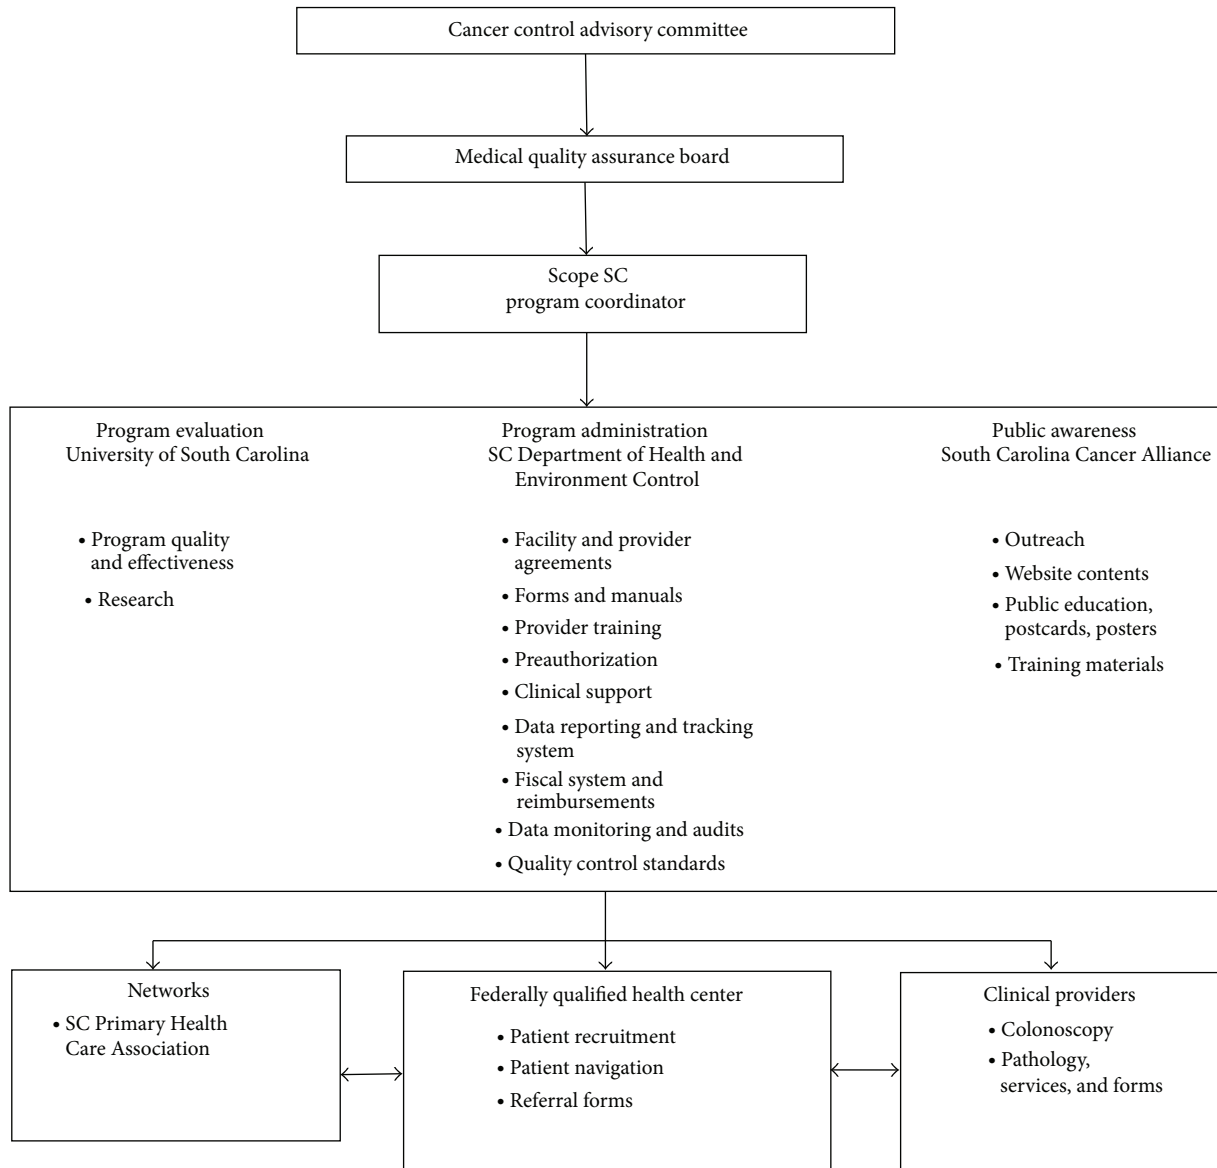 Cancer control advisory committee
Medical quality assurance board
Scope SC
program coordinator
Program evaluation
University of South Carolina
• Program quality
and effectiveness
• Research
Program administration
SC Department of Health and
Environment Control
• Facility and provider
agreements
• Forms and manuals
• Provider training
• Preauthorization
• Clinical support
• Data reporting and tracking
system
• Fiscal system and
reimbursements
• Data monitoring and audits
• Quality control standards
Public awareness
South Carolina Cancer Alliance
• Outreach
• Website contents
• Public education,
postcards, posters
• Training materials
Networks
• SC Primary Health
Care Association
Federally qualified health center
• Patient recruitment
• Patient navigation
• Referral forms
Clinical providers
• Colonoscopy
• Pathology,
services, and forms